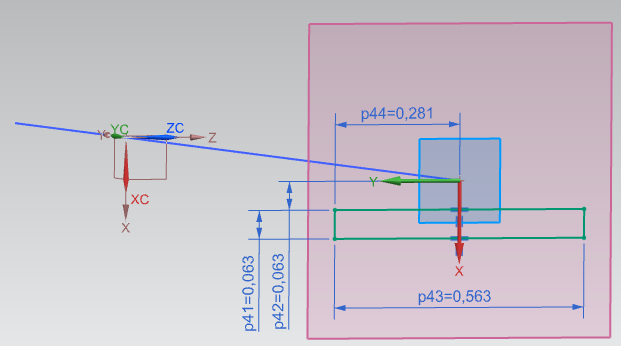 p44=0,281
YC
ZC
Y
Z
XC
X
Y
X
p41=0,063
p42=0,063
p43=0,563